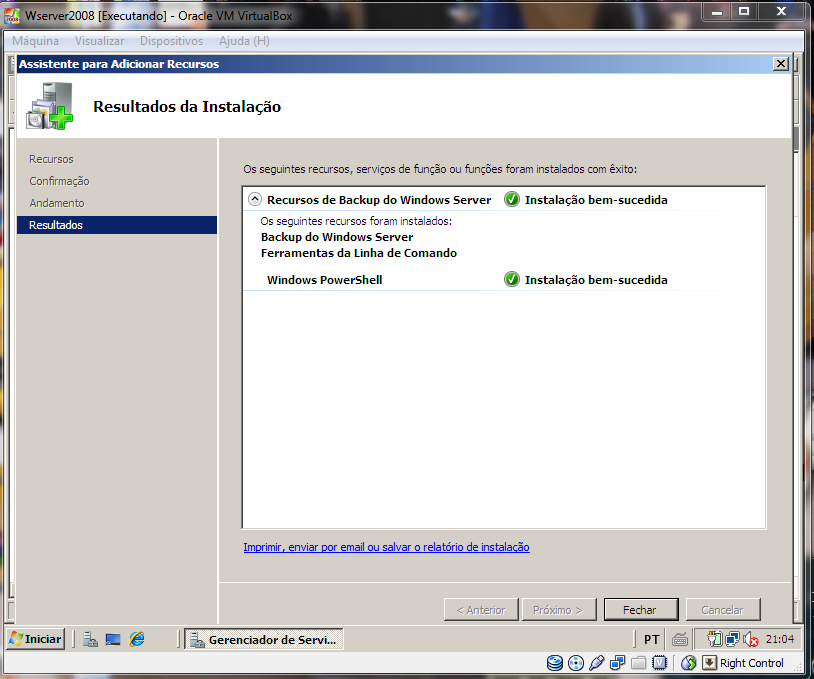 Wserver2008 [Executando] - Oracle VM VirtualBox
Máquina Visualizar Dispositivos Ajuda (H)
Assistente para Adicionar Recursos
Resultados da Instalação
Recursos
Confirmação
Andamento
Resultados
Os seguintes recursos, serviços de função ou funções foram instalados com êxito:
Recursos de Backup do Windows Server Instalação bem-sucedida
Os seguintes recursos foram instalados:
Backup do Windows Server
Ferramentas da Linha de Comando
Windows PowerShell Instalação bem-sucedida
Imprimir, enviar por email ou salvar o relatório de instalação
< Anterior Próximo > Fechar Cancelar
Iniciar Gerenciador de Servi... PT 21:04
Right Control